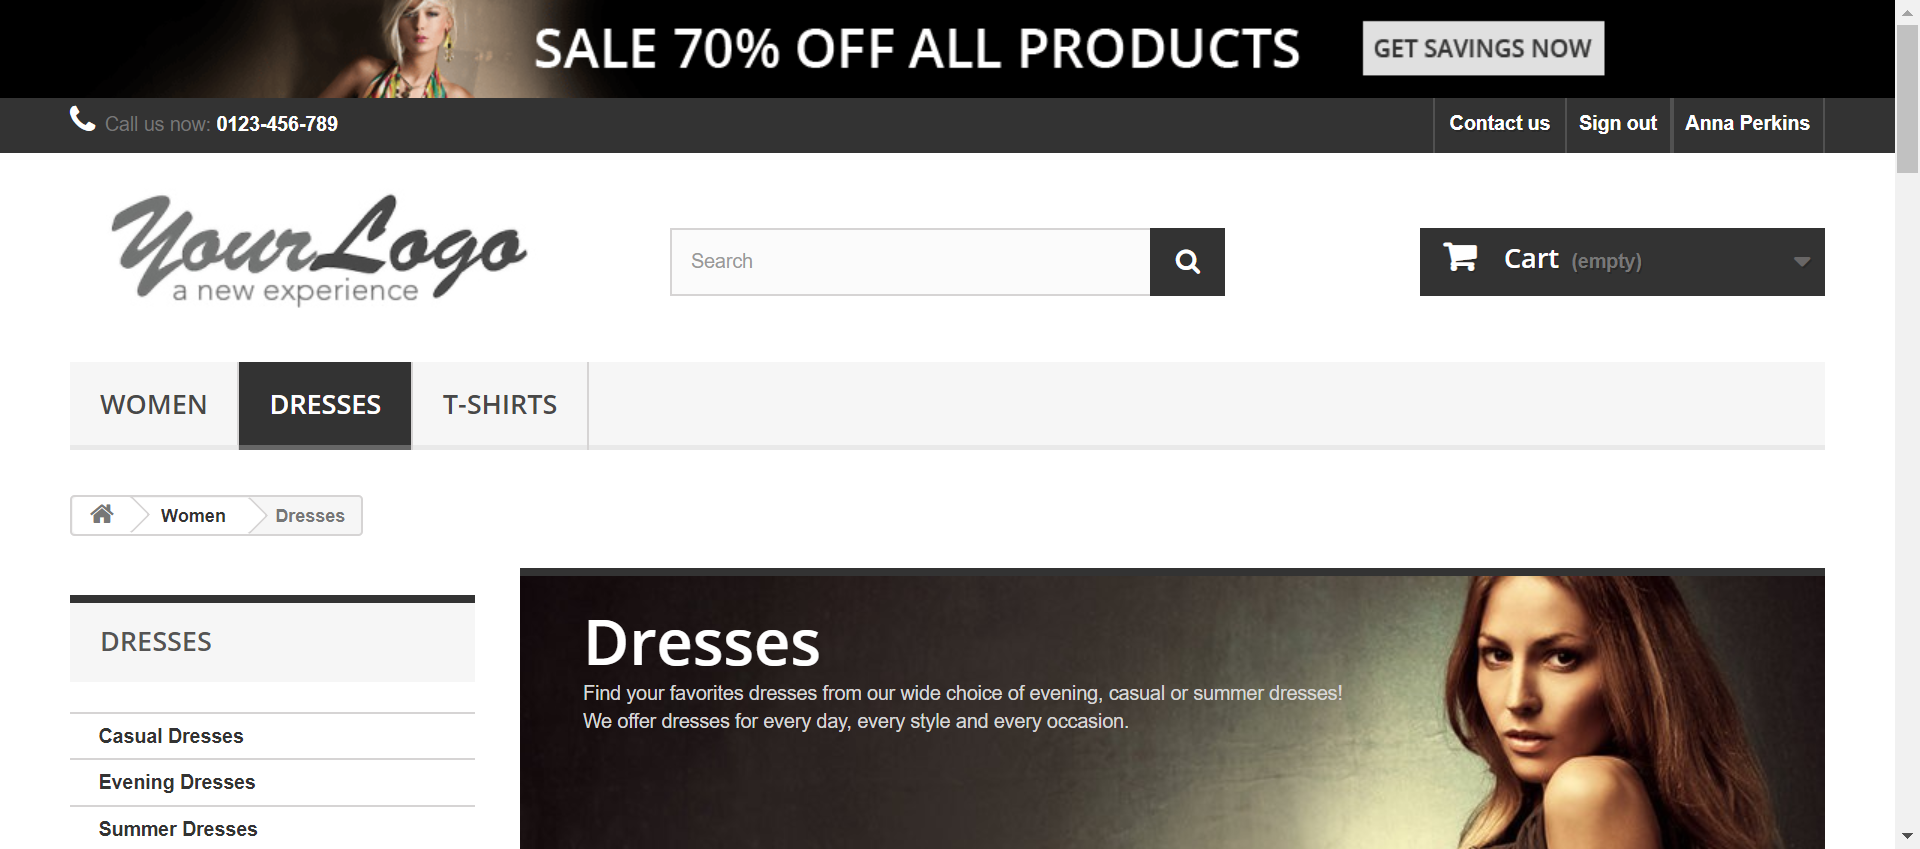 SALE 70% OFF ALL PRODUCTS GET SAVINGS NOW
Call us now: 0123-456-789 Contact us Sign out Anna Perkins
Your Logo
a new experience
Search
Cart (empty)
WOMEN DRESSES T-SHIRTS
Women Dresses
DRESSES
Casual Dresses
Evening Dresses
Summer Dresses
Dresses
Find your favorites dresses from our wide choice of evening, casual or summer dresses!
We offer dresses for every day, every style and every occasion.